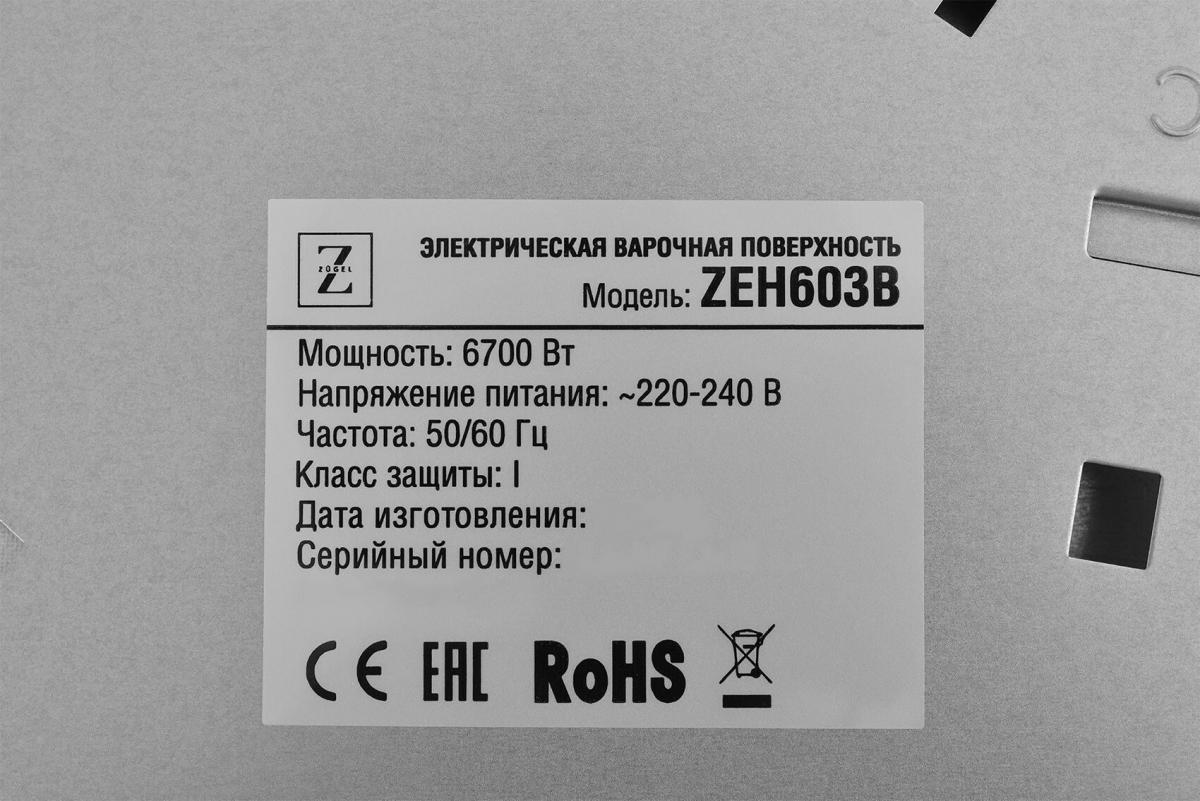 ZÜGEL
ЭЛЕКТРИЧЕСКАЯ ВАРОЧНАЯ ПОВЕРХНОСТЬ
Модель: ZEH603B
Мощность: 6700 Вт
Напряжение питания: ~220-240 В
Частота: 50/60 Гц
Класс защиты: I
Дата изготовления:
Серийный номер:
CE EAC RoHS